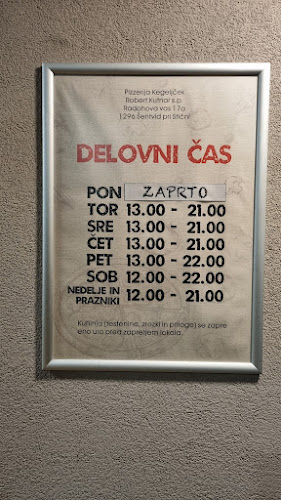 Pizzerija Kegeljček
Robert Kutnar s.p.
Radohova vas 17a
1296 Šentvid pri Stični
DELOVNI ČAS
PON ZAPRTO
TOR 13.00 - 21.00
SRE 13.00 - 21.00
ČET 13.00 - 21.00
PET 13.00 - 22.00
SOB 12.00 - 22.00
NEDELJE IN
PRAZNIKI 12.00 - 21.00
Kuhinja (testenine, zrezki in priloge) se zapre
eno uro pred zaprtjem lokala.